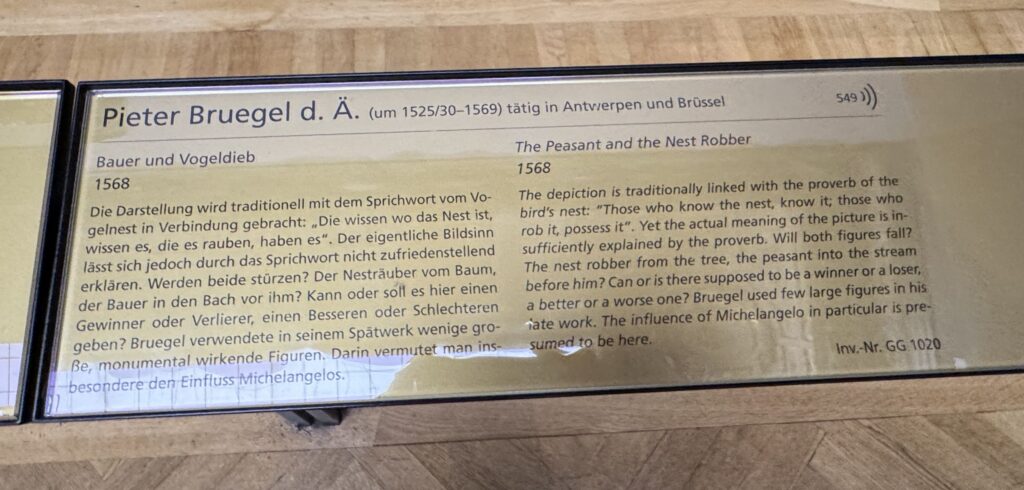 Pieter Bruegel d. Ä. (um 1525/30–1569) tätig in Antwerpen und Brüssel
549
Bauer und Vogeldieb
1568
Die Darstellung wird traditionell mit dem Sprichwort vom Vo-
gelnest in Verbindung gebracht: „Die wissen wo das Nest ist,
wissen es, die es rauben, haben es“. Der eigentliche Bildsinn
lässt sich jedoch durch das Sprichwort nicht zufriedenstellend
erklären. Werden beide stürzen? Der Nesträuber vom Baum,
der Bauer in den Bach vor ihm? Kann oder soll es hier einen
Gewinner oder Verlierer, einen Besseren oder Schlechteren
geben? Bruegel verwendete in seinem Spätwerk wenige gro-
ße, monumental wirkende Figuren. Darin vermutet man ins-
besondere den Einfluss Michelangelos.
The Peasant and the Nest Robber
1568
The depiction is traditionally linked with the proverb of the
bird's nest: "Those who know the nest, know it; those who
rob it, possess it". Yet the actual meaning of the picture is in-
sufficiently explained by the proverb. Will both figures fall?
The nest robber from the tree, the peasant into the stream
before him? Can or is there supposed to be a winner or a loser,
a better or a worse one? Bruegel used few large figures in his
late work. The influence of Michelangelo in particular is pre-
sumed to be here.
Inv.-Nr. GG 1020